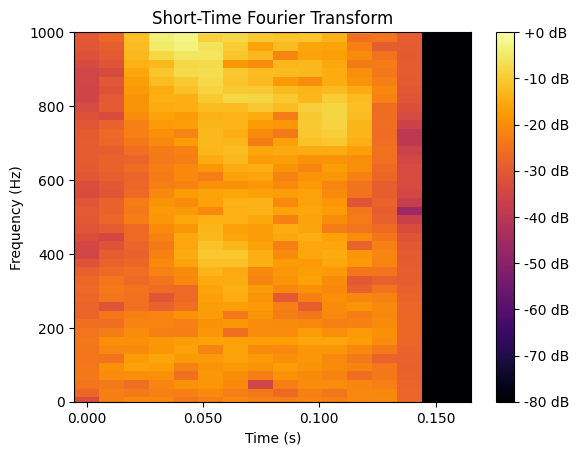 Short-Time Fourier Transform
1000
800
600
400
200
0
Frequency (Hz)
0.000
0.050
0.100
0.150
Time (s)
+0 dB
-10 dB
-20 dB
-30 dB
-40 dB
-50 dB
-60 dB
-70 dB
-80 dB